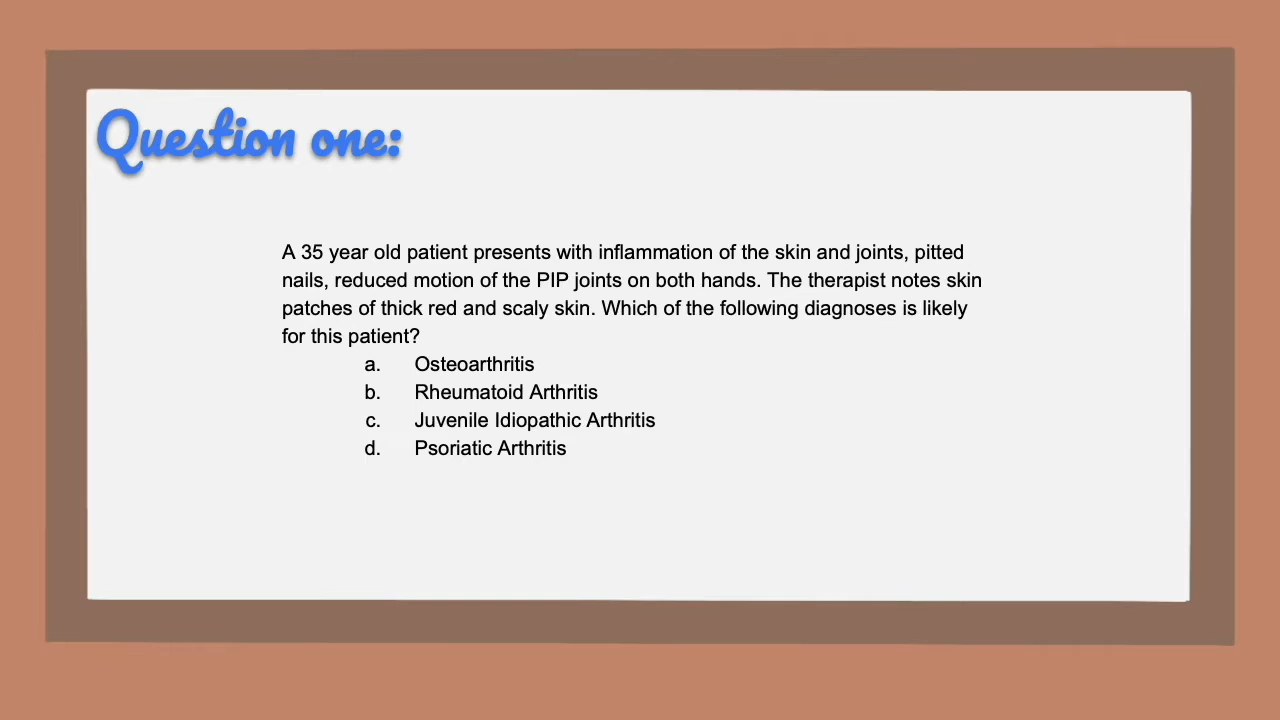 Question one:
A 35 year old patient presents with inflammation of the skin and joints, pitted
nails, reduced motion of the PIP joints on both hands. The therapist notes skin
patches of thick red and scaly skin. Which of the following diagnoses is likely
for this patient?
a. Osteoarthritis
b. Rheumatoid Arthritis
c. Juvenile Idiopathic Arthritis
d. Psoriatic Arthritis